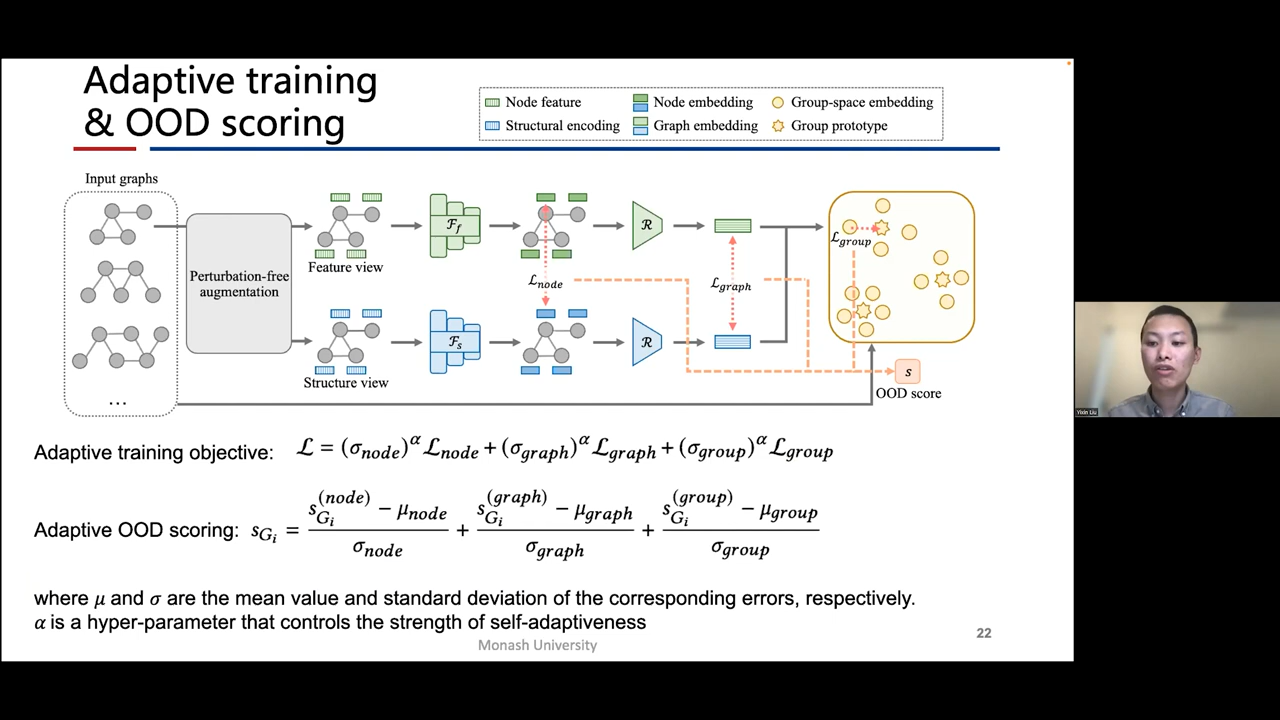 Adaptive training
& OOD scoring
Node feature
Node embedding
Group-space embedding
Structural encoding
Graph embedding
Group prototype
Input graphs
Perturbation-free
augmentation
Feature view
Structure view
...
ℱ_f
ℱ_s
ℛ
ℛ
ℒ_node
ℒ_graph
ℒ_group
s
OOD score
Adaptive training objective: ℒ = (σ_node)^α ℒ_node + (σ_graph)^α ℒ_graph + (σ_group)^α ℒ_group
Adaptive OOD scoring: s_{G_i} = (s_{G_i}^{(node)} − μ_node)/σ_node + (s_{G_i}^{(graph)} − μ_graph)/σ_graph + (s_{G_i}^{(group)} − μ_group)/σ_group
where μ and σ are the mean value and standard deviation of the corresponding errors, respectively.
α is a hyper-parameter that controls the strength of self-adaptiveness
22
Monash University
Yixin Liu